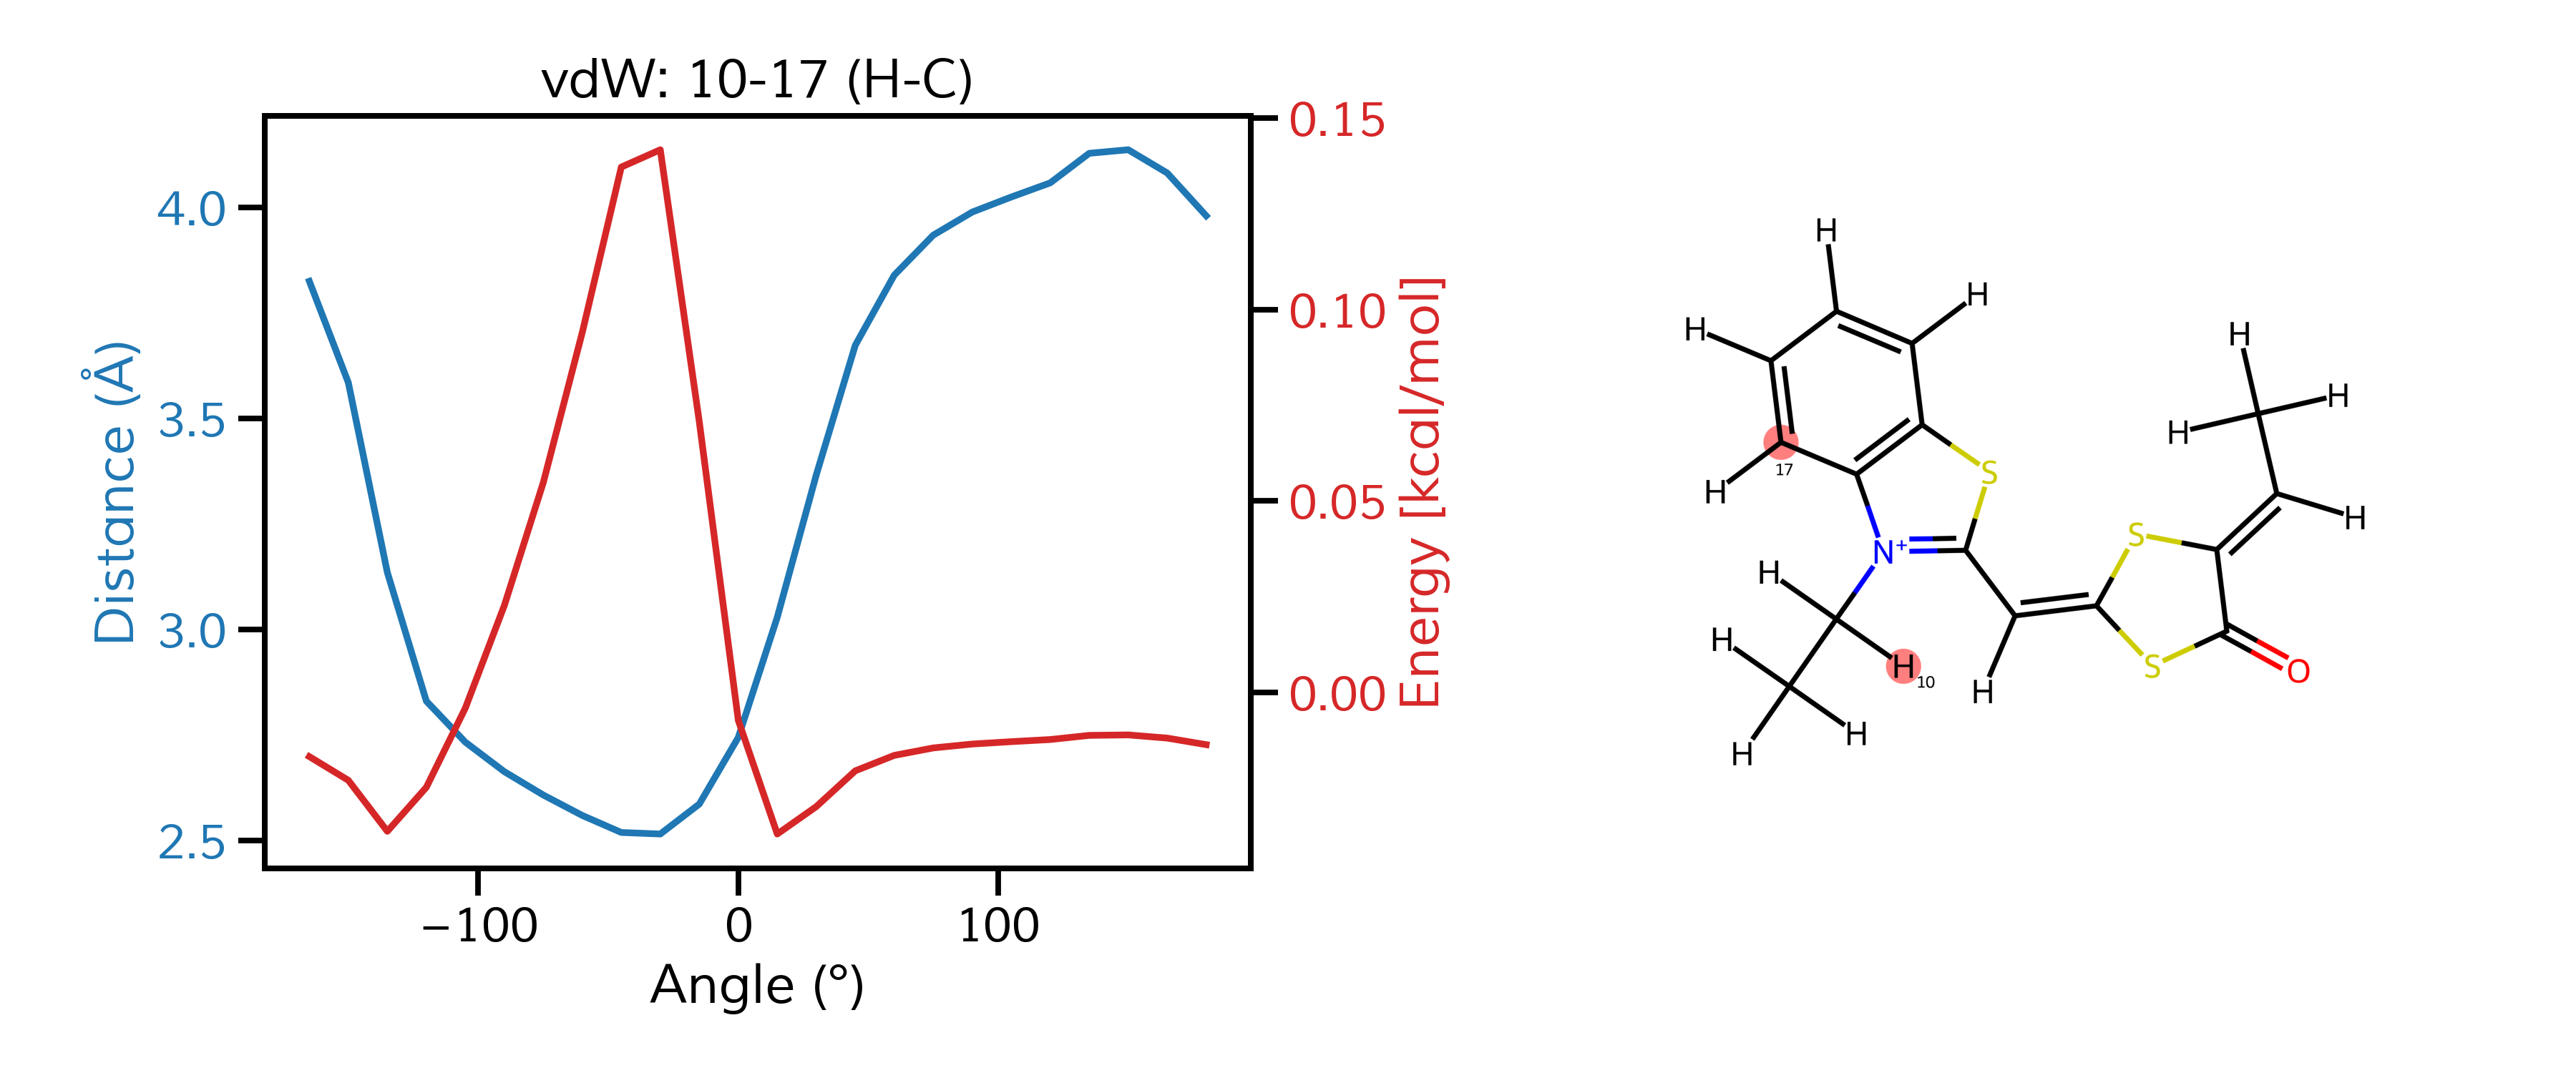 vdW: 10-17 (H-C)
0.15
4.0
0.10
3.5
0.05
3.0
0.00
2.5
Distance (Å)
Energy [kcal/mol]
−100
0
100
Angle (°)
H
H
H
H
H
H
17
S
H
H
S
H
N+
H
H
H
10
S
O
H
H
H